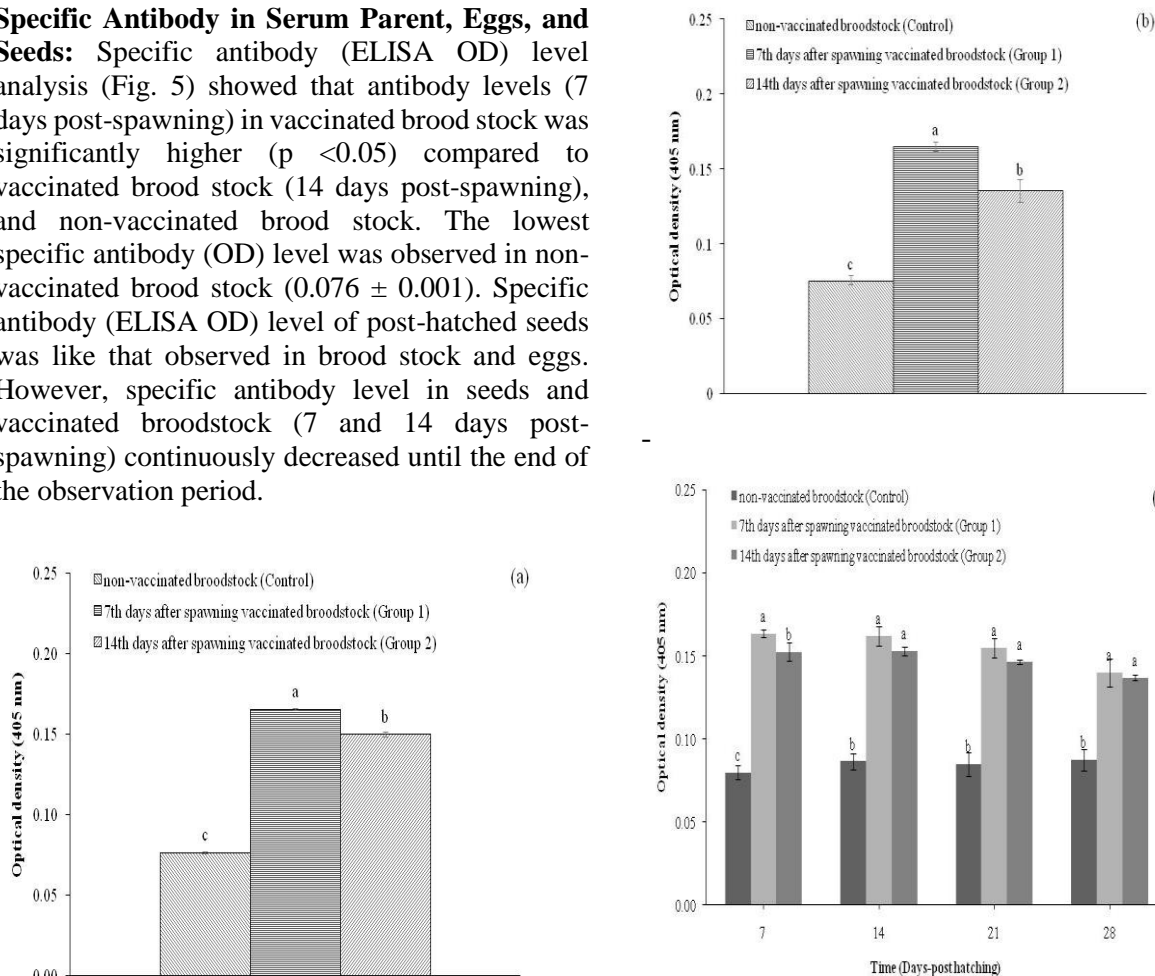 Specific Antibody in Serum Parent, Eggs, and
Seeds: Specific antibody (ELISA OD) level
analysis (Fig. 5) showed that antibody levels (7
days post-spawning) in vaccinated brood stock was
significantly higher (p <0.05) compared to
vaccinated brood stock (14 days post-spawning),
and non-vaccinated brood stock. The lowest
specific antibody (OD) level was observed in non-
vaccinated brood stock (0.076 ± 0.001). Specific
antibody (ELISA OD) level of post-hatched seeds
was like that observed in brood stock and eggs.
However, specific antibody level in seeds and
vaccinated broodstock (7 and 14 days post-
spawning) continuously decreased until the end of
the observation period.
(a)
non-vaccinated broodstock (Control)
7th days after spawning vaccinated broodstock (Group 1)
14th days after spawning vaccinated broodstock (Group 2)
Optical density (405 nm)
0.25
0.20
0.15
0.10
0.05
0.00
c
a
b
(b)
non-vaccinated broodstock (Control)
7th days after spawning vaccinated broodstock (Group 1)
14th days after spawning vaccinated broodstock (Group 2)
Optical density (405 nm)
0.25
0.2
0.15
0.1
0.05
0
c
a
b
-
(
non-vaccinated broodstock (Control)
7th days after spawning vaccinated broodstock (Group 1)
14th days after spawning vaccinated broodstock (Group 2)
Optical density (405 nm)
0.25
0.20
0.15
0.10
0.05
0.00
c a b
b a a
b a a
b a a
7 14 21 28
Time (Days-post hatching)